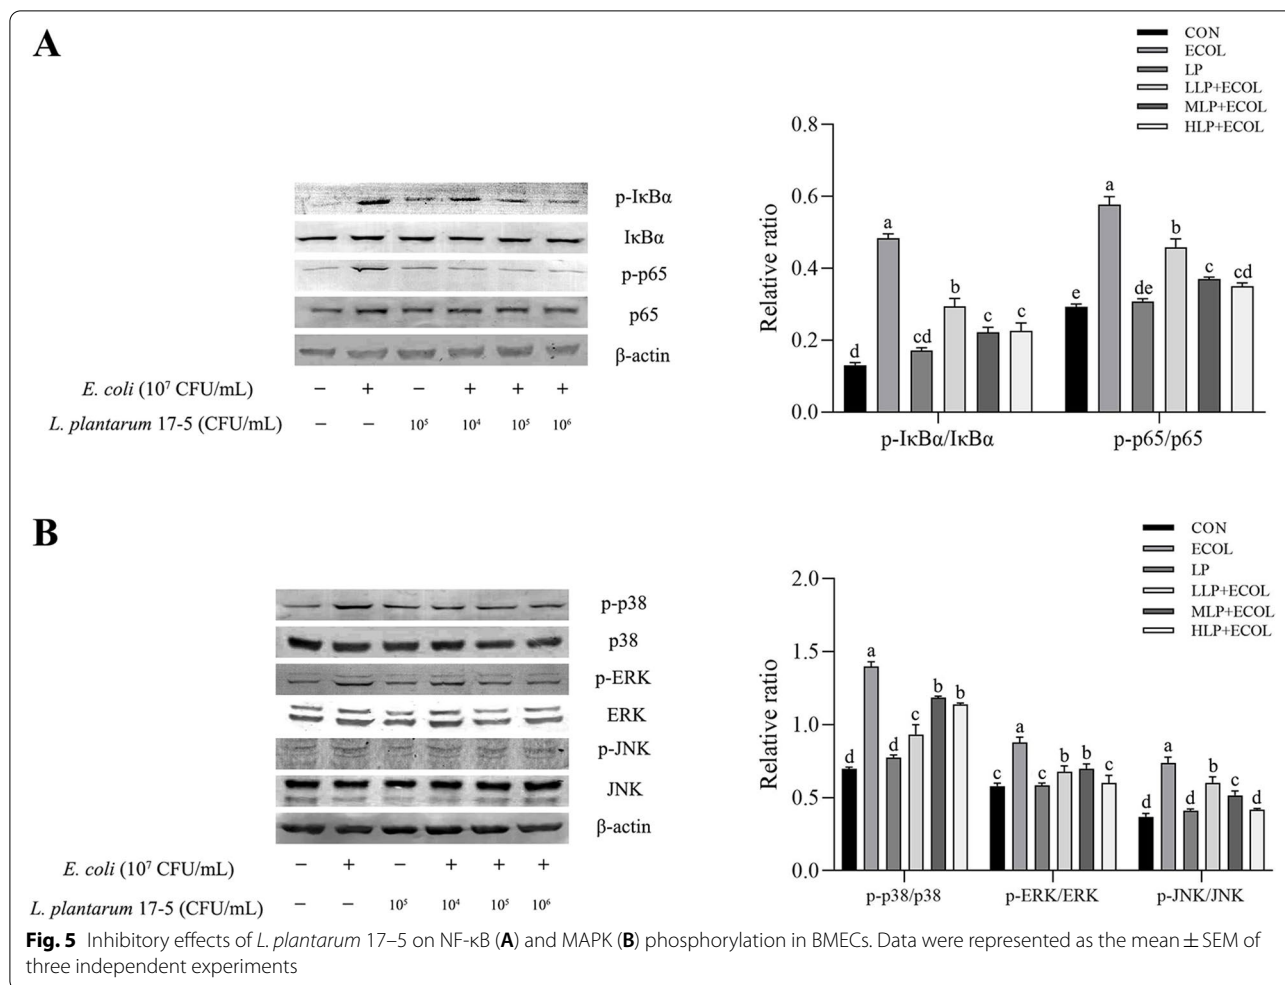 A
CON
ECOL
LP
LLP+ECOL
MLP+ECOL
HLP+ECOL
p-IκBα
IκBα
p-p65
p65
β-actin
E. coli (10⁷ CFU/mL) − + − + + +
L. plantarum 17-5 (CFU/mL) − − 10⁵ 10⁴ 10⁵ 10⁶
Relative ratio
0.8
0.6
0.4
0.2
0.0
d a cd b c c
e a de b c cd
p-IκBα/IκBα p-p65/p65
B
CON
ECOL
LP
LLP+ECOL
MLP+ECOL
HLP+ECOL
p-p38
p38
p-ERK
ERK
p-JNK
JNK
β-actin
E. coli (10⁷ CFU/mL) − + − + + +
L. plantarum 17-5 (CFU/mL) − − 10⁵ 10⁴ 10⁵ 10⁶
Relative ratio
2.0
1.5
1.0
0.5
0.0
d a d c b b
c a c b b c
d a d b c d
p-p38/p38 p-ERK/ERK p-JNK/JNK
Fig. 5 Inhibitory effects of L. plantarum 17–5 on NF-κB (A) and MAPK (B) phosphorylation in BMECs. Data were represented as the mean ± SEM of
three independent experiments